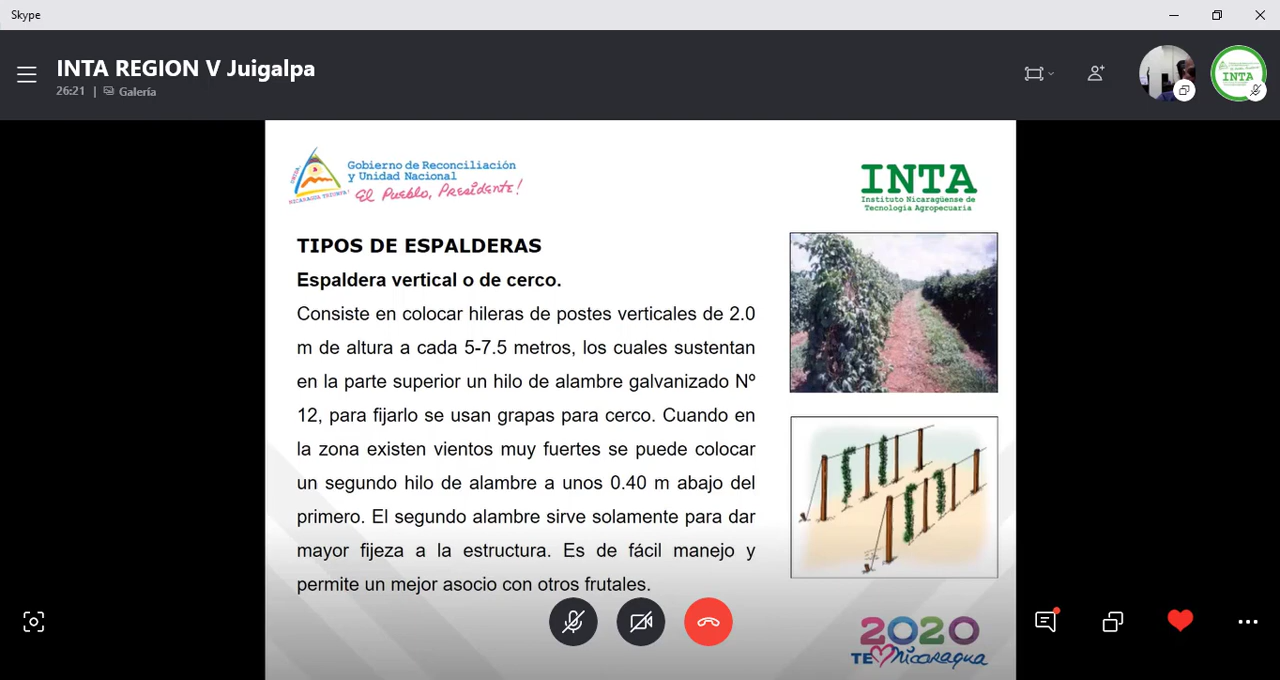 Skype
INTA REGION V Juigalpa
26:21 | Galería
INTA
Gobierno de Reconciliación
y Unidad Nacional
El Pueblo, Presidente!
NICARAGUA TRIUNFA!
INTA
Instituto Nicaragüense de
Tecnología Agropecuaria
TIPOS DE ESPALDERAS
Espaldera vertical o de cerco.
Consiste en colocar hileras de postes verticales de 2.0
m de altura a cada 5-7.5 metros, los cuales sustentan
en la parte superior un hilo de alambre galvanizado Nº
12, para fijarlo se usan grapas para cerco. Cuando en
la zona existen vientos muy fuertes se puede colocar
un segundo hilo de alambre a unos 0.40 m abajo del
primero. El segundo alambre sirve solamente para dar
mayor fijeza a la estructura. Es de fácil manejo y
permite un mejor asocio con otros frutales.
2020
TE Nicaragua